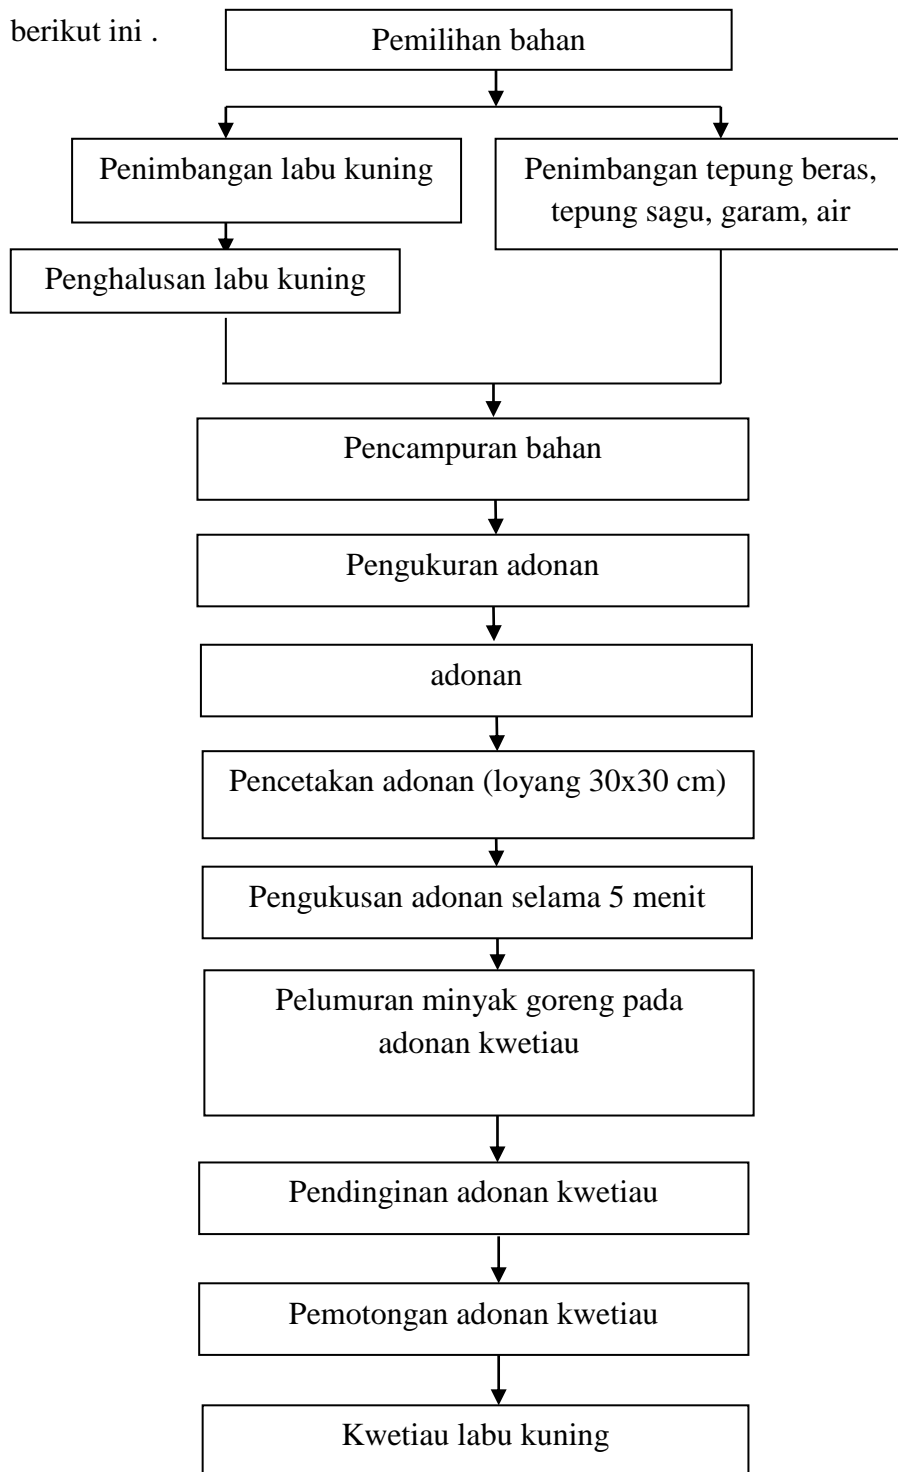 berikut ini .
Pemilihan bahan
Penimbangan labu kuning
Penimbangan tepung beras,
tepung sagu, garam, air
Penghalusan labu kuning
Pencampuran bahan
Pengukuran adonan
adonan
Pencetakan adonan (loyang 30x30 cm)
Pengukusan adonan selama 5 menit
Pelumuran minyak goreng pada
adonan kwetiau
Pendinginan adonan kwetiau
Pemotongan adonan kwetiau
Kwetiau labu kuning